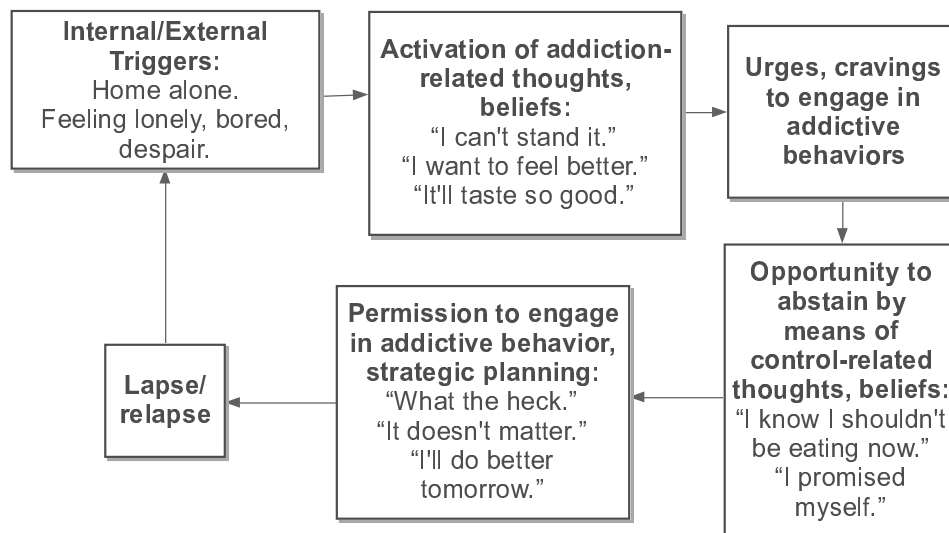 Internal/External
Triggers:
Home alone.
Feeling lonely, bored,
despair.
Activation of addiction-
related thoughts,
beliefs:
“I can't stand it.”
“I want to feel better.”
“It'll taste so good.”
Urges, cravings
to engage in
addictive
behaviors
Opportunity to
abstain by
means of
control-related
thoughts, beliefs:
“I know I shouldn't
be eating now.”
“I promised
myself.”
Permission to engage
in addictive behavior,
strategic planning:
“What the heck.”
“It doesn't matter.”
“I'll do better
tomorrow.”
Lapse/
relapse